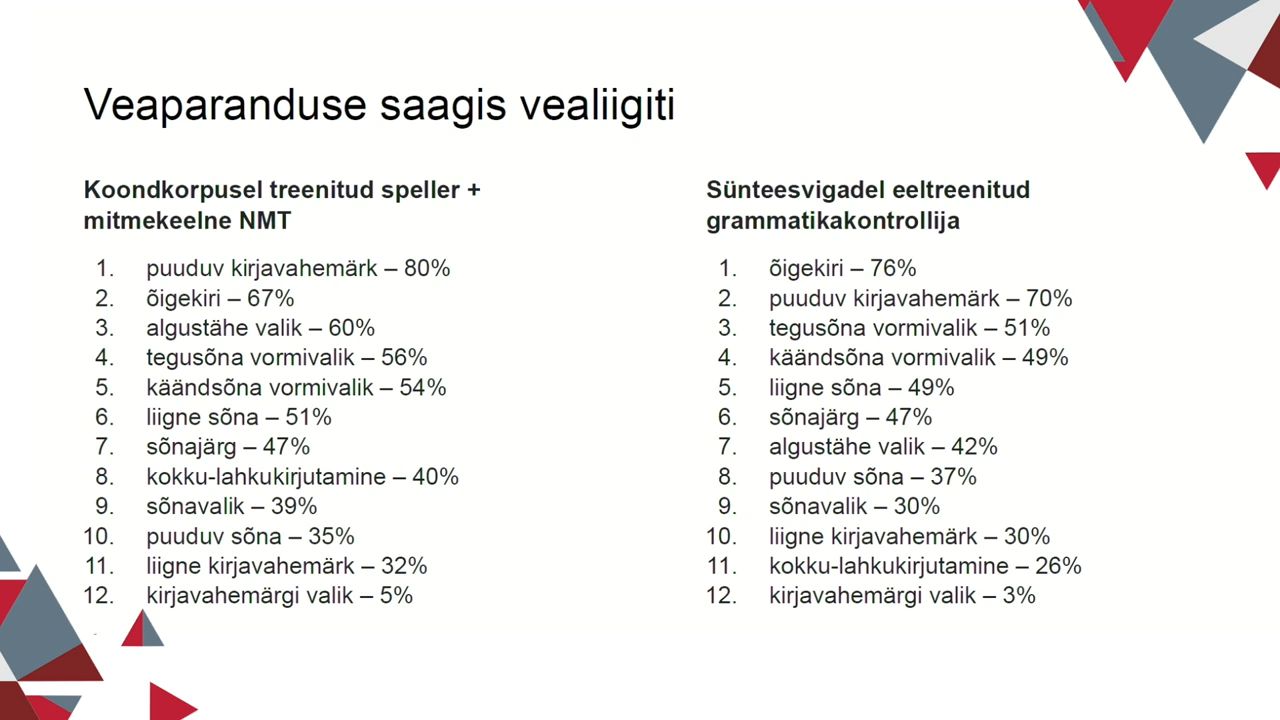 Veaparanduse saagis vealiigiti
Koondkorpusel treenitud speller +
mitmekeelne NMT
1. puuduv kirjavahemärk – 80%
2. õigekiri – 67%
3. algustähe valik – 60%
4. tegusõna vormivalik – 56%
5. käändsõna vormivalik – 54%
6. liigne sõna – 51%
7. sõnajärg – 47%
8. kokku-lahkukirjutamine – 40%
9. sõnavalik – 39%
10. puuduv sõna – 35%
11. liigne kirjavahemärk – 32%
12. kirjavahemärgi valik – 5%
Sünteesvigadel eeltreenitud
grammatikakontrollija
1. õigekiri – 76%
2. puuduv kirjavahemärk – 70%
3. tegusõna vormivalik – 51%
4. käändsõna vormivalik – 49%
5. liigne sõna – 49%
6. sõnajärg – 47%
7. algustähe valik – 42%
8. puuduv sõna – 37%
9. sõnavalik – 30%
10. liigne kirjavahemärk – 30%
11. kokku-lahkukirjutamine – 26%
12. kirjavahemärgi valik – 3%